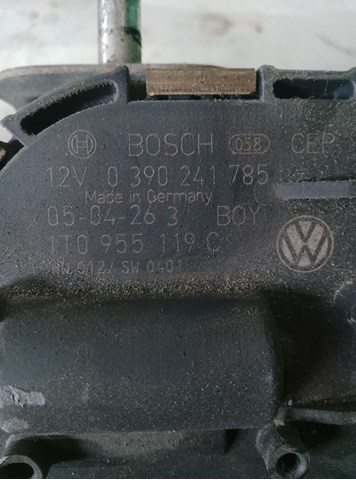 BOSCH 058 CEP
12V 0 390 241 785
Made in Germany
05-04-26 3 BOY
1T0 955 119 C
HW 012/ SW 0401